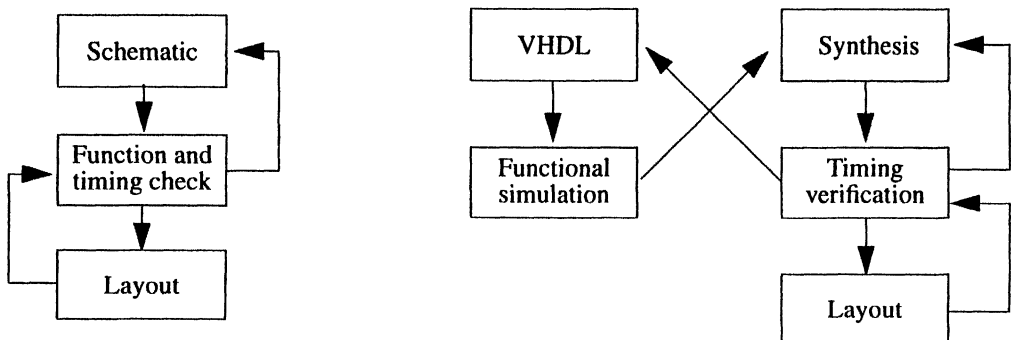 Schematic
Function and
timing check
Layout
VHDL
Functional
simulation
Synthesis
Timing
verification
Layout